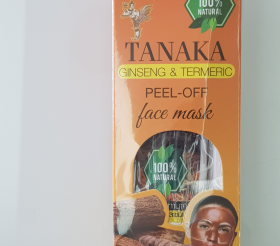 100%
NATURAL
TANAKA
GINSENG & TERMERIC
PEEL-OFF
face mask
100%
NATURAL